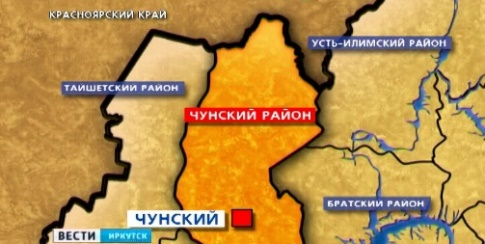 КРАСНОЯРСКИЙ КРАЙ
УСТЬ-ИЛИМСКИЙ РАЙОН
ТАЙШЕТСКИЙ РАЙОН
ЧУНСКИЙ РАЙОН
БРАТСКИЙ РАЙОН
ЧУНСКИЙ
ВЕСТИ ИРКУТСК